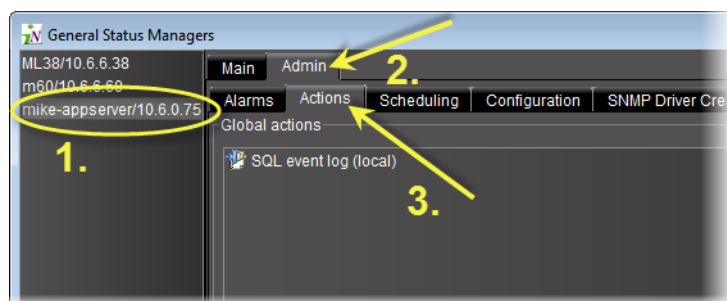 General Status Managers
ML38/10.6.6.38
m60/10.6.6.60
mike-appserver/10.6.0.75
1.
Main Admin
2.
Alarms Actions Scheduling Configuration SNMP Driver Cre
Global actions
SQL event log (local)
3.